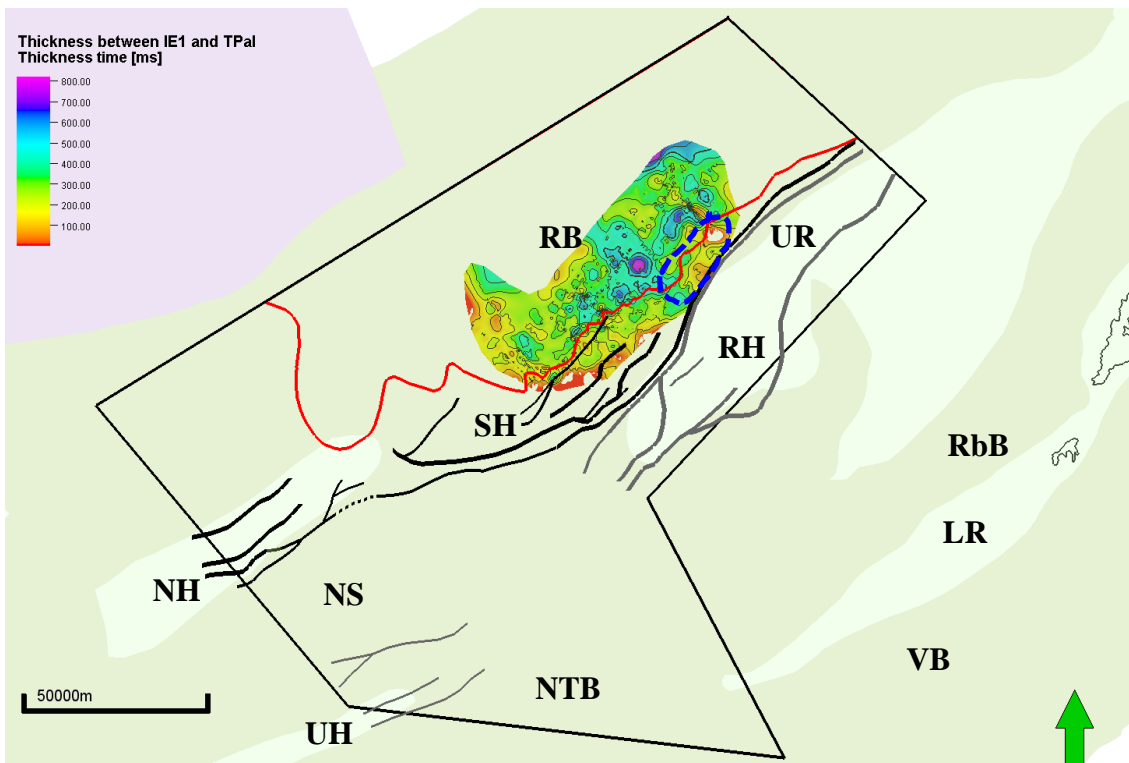 Thickness between IE1 and TPal
Thickness time [ms]
800.00
700.00
600.00
500.00
400.00
300.00
200.00
100.00
RB
UR
RH
SH
RbB
LR
NH
NS
VB
NTB
50000m
UH